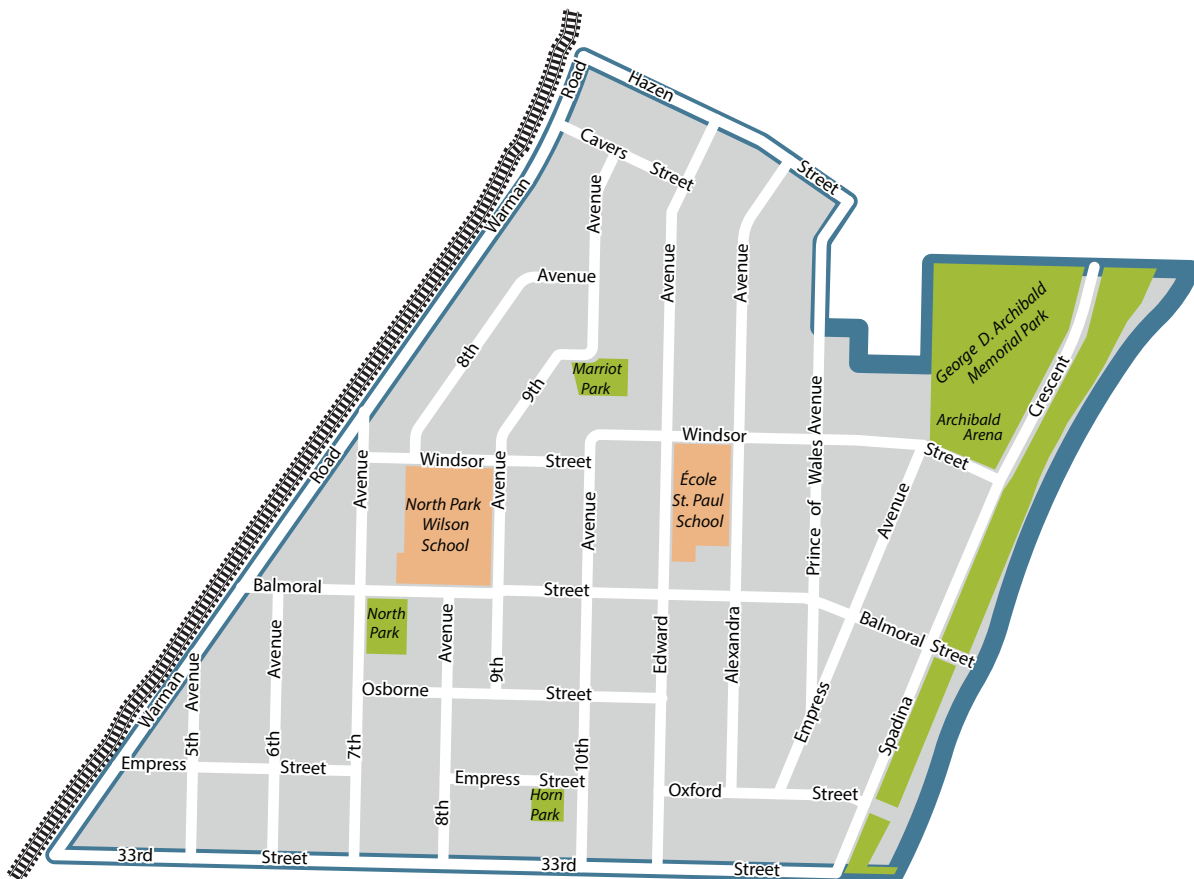 Road
Hazen
Cavers
Street
Street
Warman
Avenue
Avenue
Avenue
Avenue
8th
9th
George D. Archibald
Memorial Park
Marriot
Park
Crescent
Archibald
Arena
Prince of Wales Avenue
Windsor
Street
Windsor
Street
Road
Avenue
Avenue
Avenue
Avenue
North Park
Wilson
School
École
St. Paul
School
Balmoral
Street
Balmoral
Street
North
Park
Avenue
Avenue
Avenue
9th
Edward
Alexandra
Osborne
Street
Warman
Empress
Spadina
5th
6th
7th
10th
Empress
Street
Empress
Street
Horn
Park
Oxford
Street
8th
33rd
Street
33rd
Street